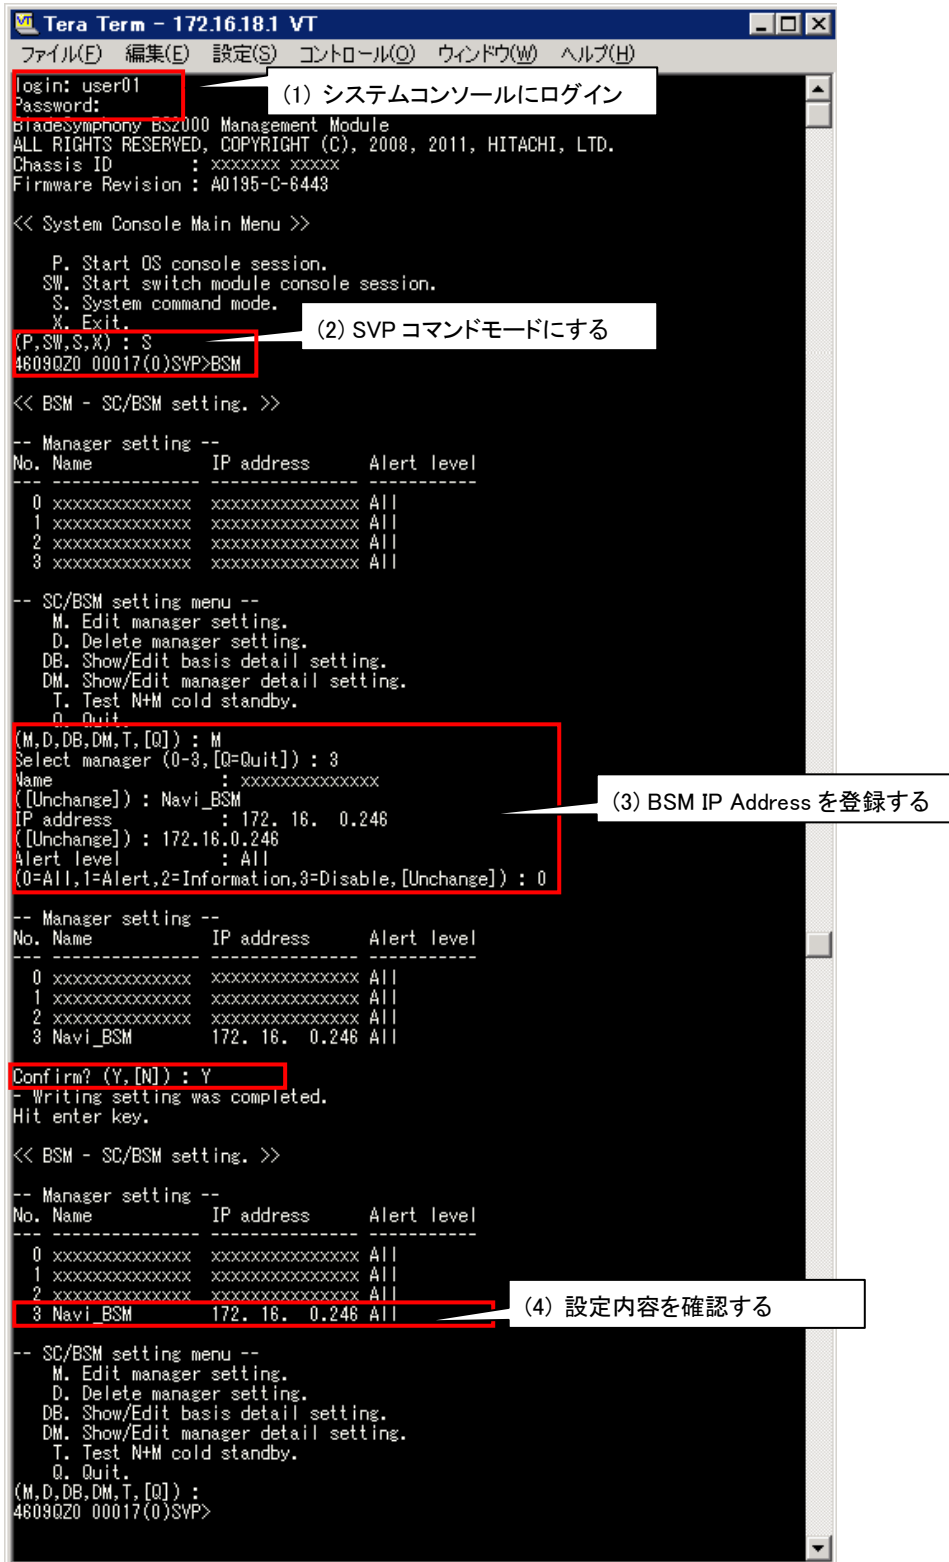 Tera Term - 172.16.18.1 VT
ファイル(F) 編集(E) 設定(S) コントロール(O) ウィンドウ(W) ヘルプ(H)
login: user01
(1) システムコンソールにログイン
Password:
BladeSymphony BS2000 Management Module
ALL RIGHTS RESERVED, COPYRIGHT (C), 2008, 2011, HITACHI, LTD.
Chassis ID : xxxxxxx xxxxx
Firmware Revision : A0195-C-6443
<< System Console Main Menu >>
P. Start OS console session.
SW. Start switch module console session.
S. System command mode.
X. Exit.
(2) SVP コマンドモードにする
(P,SW,S,X) : S
4609QZ0 00017(0)SVP>BSM
<< BSM - SC/BSM setting. >>
-- Manager setting --
No. Name IP address Alert level
--- ---------------- ---------------- -----------
0 xxxxxxxxxxxxxxx xxxxxxxxxxxxxxxx All
1 xxxxxxxxxxxxxxx xxxxxxxxxxxxxxxx All
2 xxxxxxxxxxxxxxx xxxxxxxxxxxxxxxx All
3 xxxxxxxxxxxxxxx xxxxxxxxxxxxxxxx All
-- SC/BSM setting menu --
M. Edit manager setting.
D. Delete manager setting.
DB. Show/Edit basis detail setting.
DM. Show/Edit manager detail setting.
T. Test N+M cold standby.
Q. Quit.
(M,D,DB,DM,T,[Q]) : M
Select manager (0-3,[Q=Quit]) : 3
Name : xxxxxxxxxxxxxxx
([Unchange]) : Navi_BSM
(3) BSM IP Address を登録する
IP address : 172. 16. 0.246
([Unchange]) : 172.16.0.246
Alert level : All
(0=All,1=Alert,2=Information,3=Disable,[Unchange]) : 0
-- Manager setting --
No. Name IP address Alert level
--- ---------------- ---------------- -----------
0 xxxxxxxxxxxxxxx xxxxxxxxxxxxxxxx All
1 xxxxxxxxxxxxxxx xxxxxxxxxxxxxxxx All
2 xxxxxxxxxxxxxxx xxxxxxxxxxxxxxxx All
3 Navi_BSM 172. 16. 0.246 All
Confirm? (Y,[N]) : Y
- Writing setting was completed.
Hit enter key.
<< BSM - SC/BSM setting. >>
-- Manager setting --
No. Name IP address Alert level
--- ---------------- ---------------- -----------
0 xxxxxxxxxxxxxxx xxxxxxxxxxxxxxxx All
1 xxxxxxxxxxxxxxx xxxxxxxxxxxxxxxx All
2 xxxxxxxxxxxxxxx xxxxxxxxxxxxxxxx All
3 Navi_BSM 172. 16. 0.246 All
(4) 設定内容を確認する
-- SC/BSM setting menu --
M. Edit manager setting.
D. Delete manager setting.
DB. Show/Edit basis detail setting.
DM. Show/Edit manager detail setting.
T. Test N+M cold standby.
Q. Quit.
(M,D,DB,DM,T,[Q]) :
4609QZ0 00017(0)SVP>